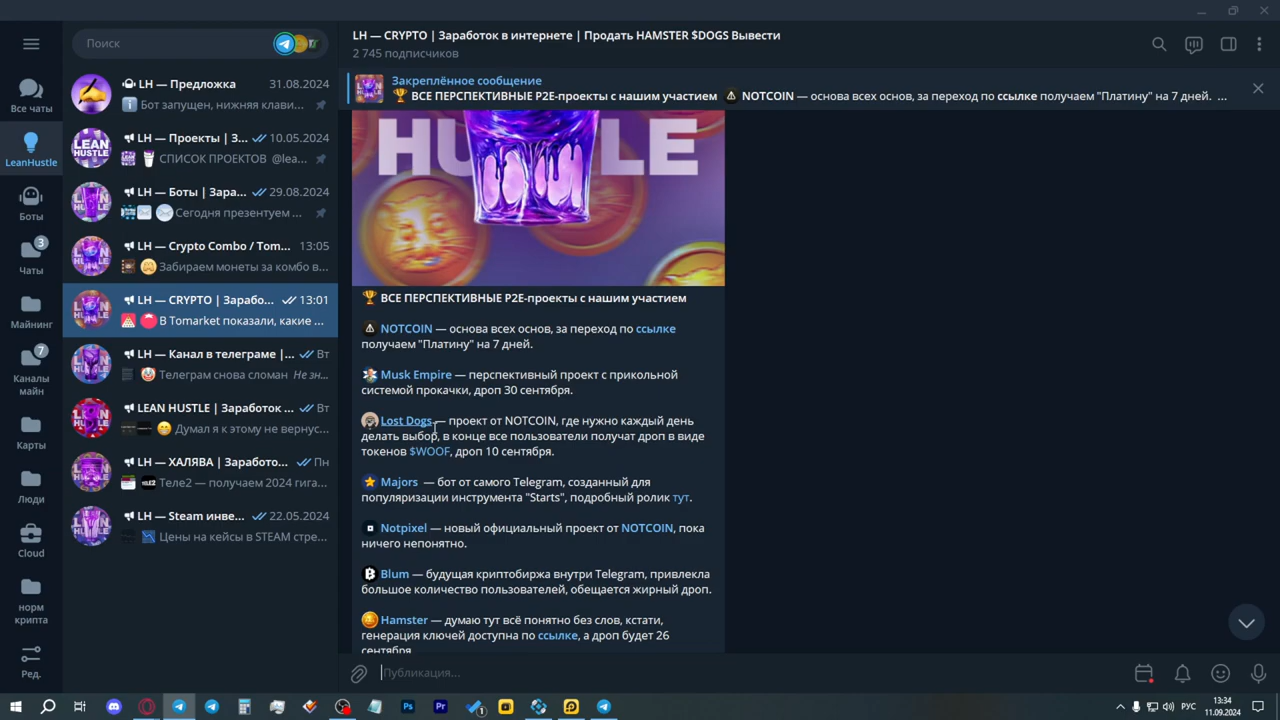 Поиск
Все чаты
LeanHustle
Боты
3
Чаты
Майнинг
7
Каналы
майн
Карты
Люди
Cloud
норм
крипта
Ред.
LH — Предложка 31.08.2024
Бот запущен, нижняя клави...
LH — Проекты | З... 10.05.2024
СПИСОК ПРОЕКТОВ @lea...
LH — Боты | Зара... 29.08.2024
Сегодня презентуем ...
LH — Crypto Combo / Tom... 13:05
Забираем монеты за комбо в...
LH — CRYPTO | Зарабо... 13:01
В Tomarket показали, какие ...
LH — Канал в телеграме |... Вт
Телеграм снова сломан Не зн...
LEAN HUSTLE | Заработок ... Вт
Думал я к этому не вернус...
LH — ХАЛЯВА | Заработо... Пн
Теле2 — получаем 2024 гига...
LH — Steam инве... 22.05.2024
Цены на кейсы в STEAM стре...
LH — CRYPTO | Заработок в интернете | Продать HAMSTER $DOGS Вывести
2 745 подписчиков
Закреплённое сообщение
🏆 ВСЕ ПЕРСПЕКТИВНЫЕ P2E-проекты с нашим участием NOTCOIN — основа всех основ, за переход по ссылке получаем "Платину" на 7 дней. ...
HUSTLE
🏆 ВСЕ ПЕРСПЕКТИВНЫЕ P2E-проекты с нашим участием
NOTCOIN — основа всех основ, за переход по ссылке
получаем "Платину" на 7 дней.
Musk Empire — перспективный проект с прикольной
системой прокачки, дроп 30 сентября.
Lost Dogs — проект от NOTCOIN, где нужно каждый день
делать выбор, в конце все пользователи получат дроп в виде
токенов $WOOF, дроп 10 сентября.
Majors — бот от самого Telegram, созданный для
популяризации инструмента "Starts", подробный ролик тут.
Notpixel — новый официальный проект от NOTCOIN, пока
ничего непонятно.
Blum — будущая криптобиржа внутри Telegram, привлекла
большое количество пользователей, обещается жирный дроп.
Hamster — думаю тут всё понятно без слов, кстати,
генерация ключей доступна по ссылке, а дроп будет 26
сентября
Публикация...
РУС
13:34
11.09.2024